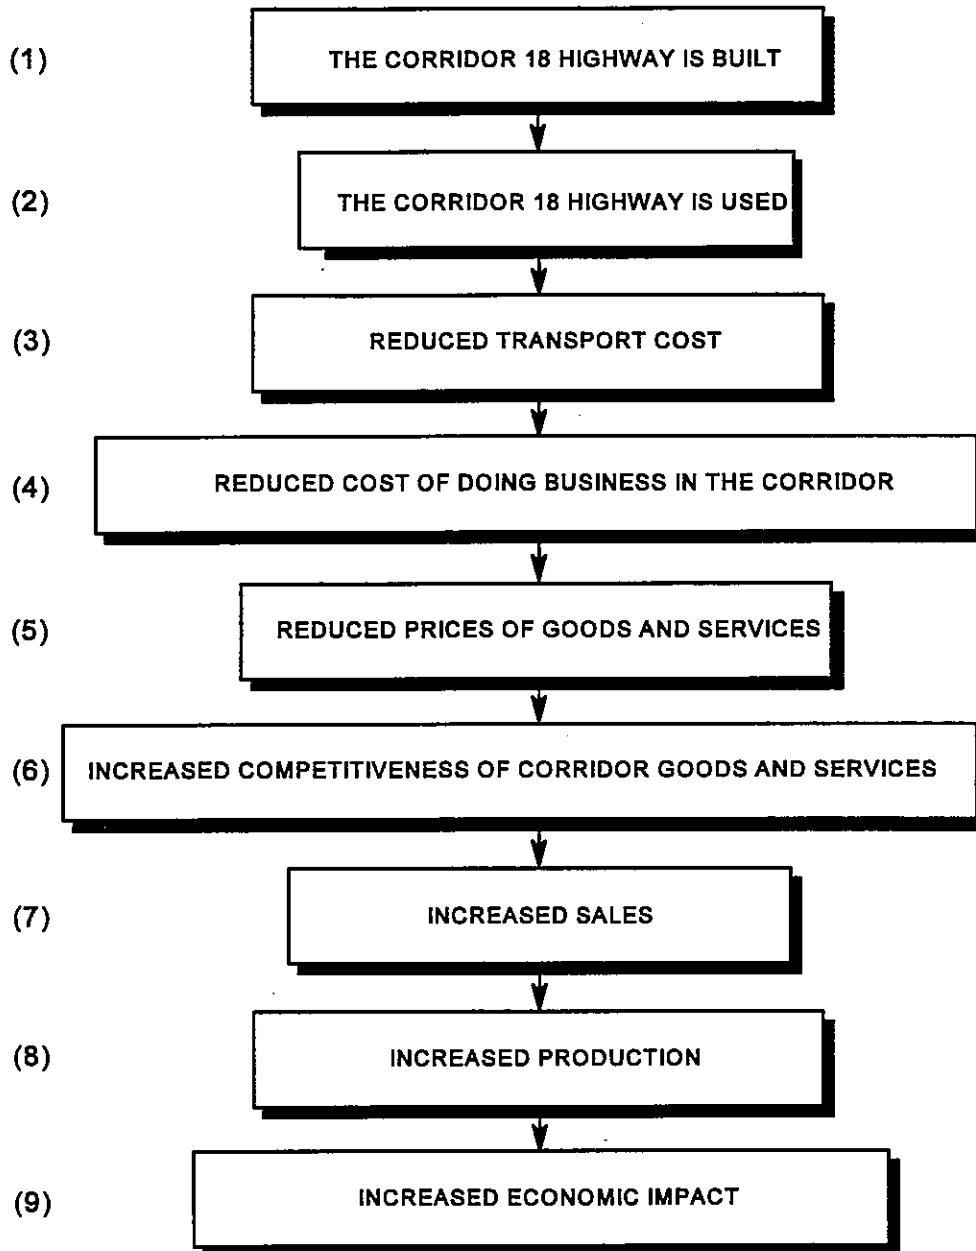 (1) THE CORRIDOR 18 HIGHWAY IS BUILT
(2) THE CORRIDOR 18 HIGHWAY IS USED
(3) REDUCED TRANSPORT COST
(4) REDUCED COST OF DOING BUSINESS IN THE CORRIDOR
(5) REDUCED PRICES OF GOODS AND SERVICES
(6) INCREASED COMPETITIVENESS OF CORRIDOR GOODS AND SERVICES
(7) INCREASED SALES
(8) INCREASED PRODUCTION
(9) INCREASED ECONOMIC IMPACT